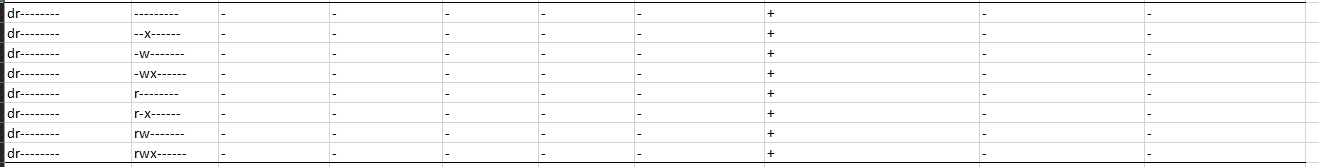 dr-------- --------- - - - - - + - -
dr-------- --x------ - - - - - + - -
dr-------- -w------- - - - - - + - -
dr-------- -wx------ - - - - - + - -
dr-------- r-------- - - - - - + - -
dr-------- r-x------ - - - - - + - -
dr-------- rw------- - - - - - + - -
dr-------- rwx------ - - - - - + - -